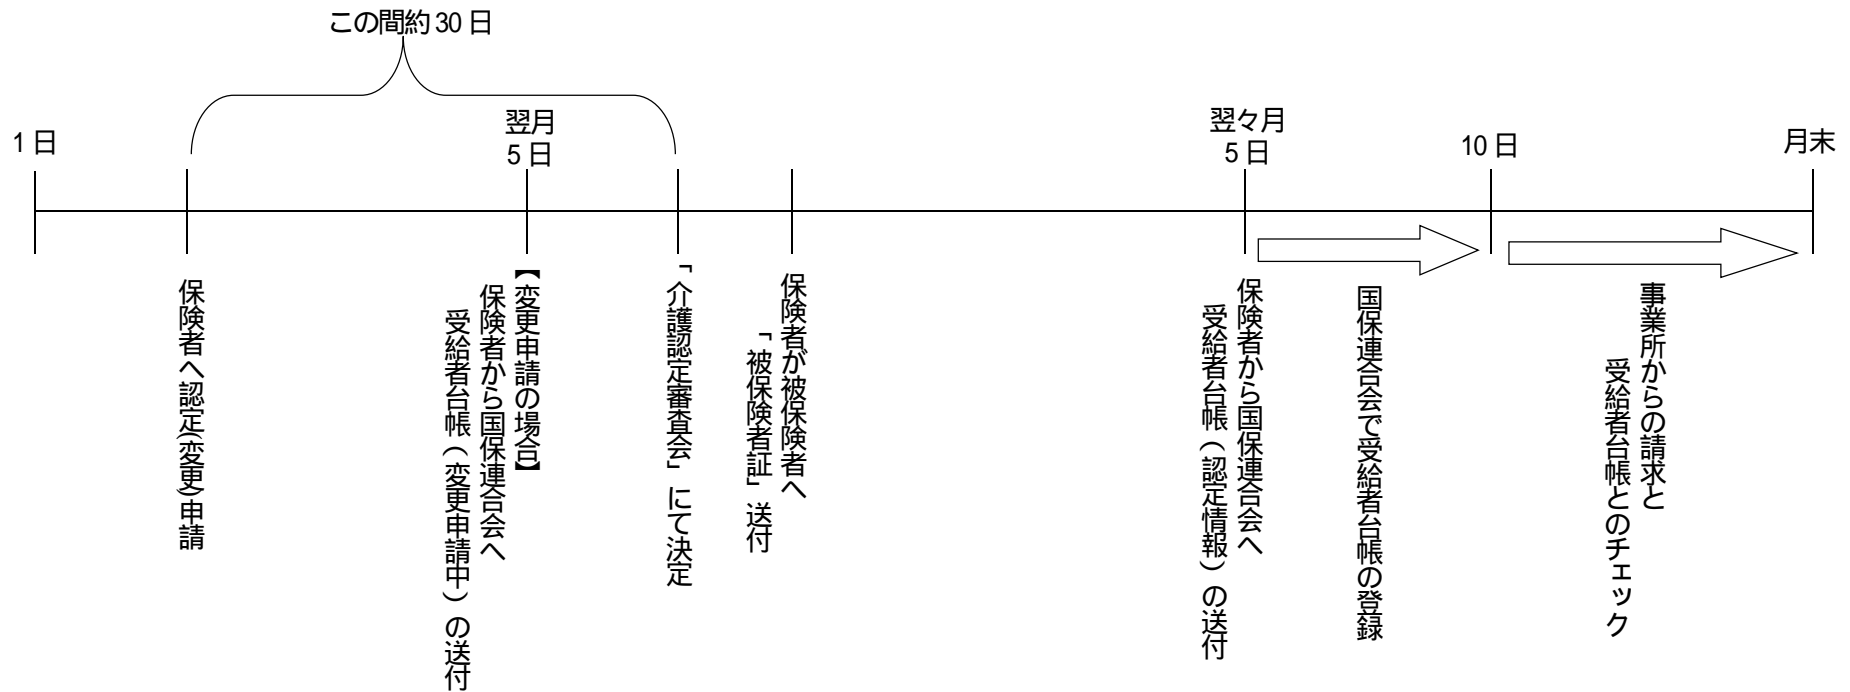 この間約30日
1日
翌月
5日
翌々月
5日
10日
月末
保険者へ認定(変更)申請
【変更申請の場合】
保険者から国保連合会へ
受給者台帳(変更申請中)の送付
「介護認定審査会」にて決定
保険者が被保険者へ
「被保険者証」送付
保険者から国保連合会へ
受給者台帳(認定情報)の送付
国保連合会で受給者台帳の登録
事業所からの請求と
受給者台帳とのチェック